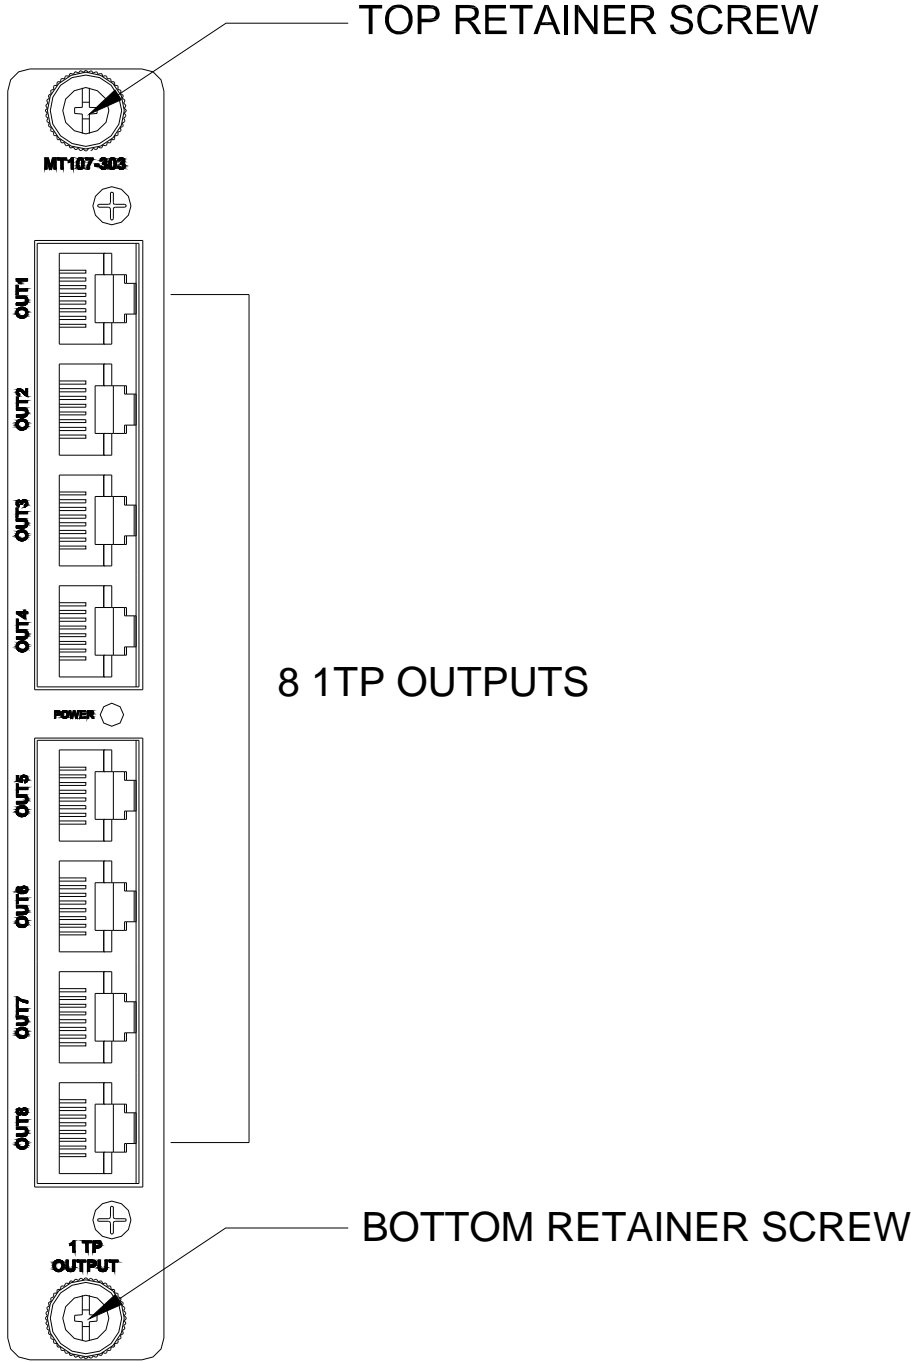 TOP RETAINER SCREW
MT107-303
OUT1
OUT2
OUT3
OUT4
8 1TP OUTPUTS
POWER
OUT5
OUT6
OUT7
OUT8
BOTTOM RETAINER SCREW
1 TP
OUTPUT